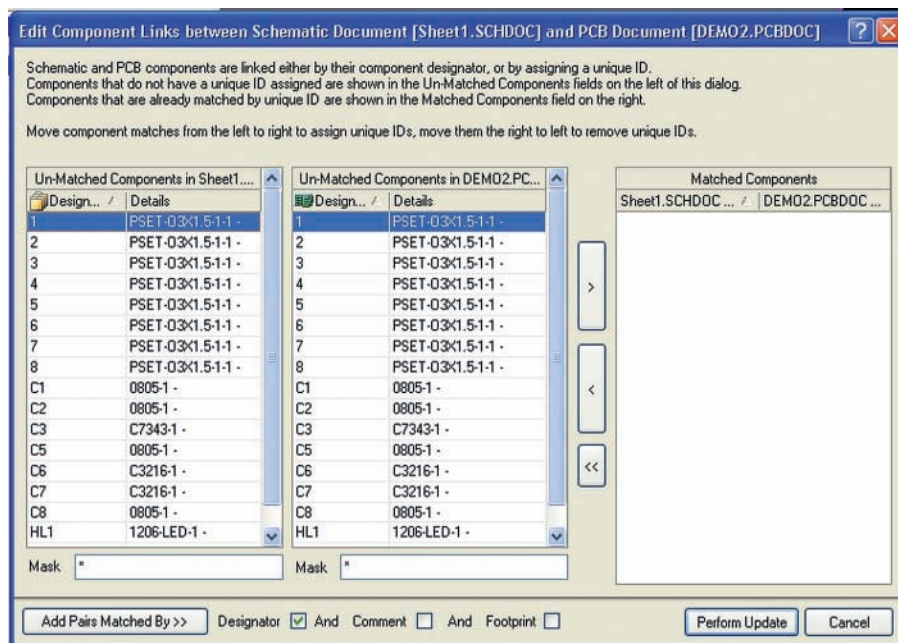 Edit Component Links between Schematic Document [Sheet1.SCHDOC] and PCB Document [DEMO2.PCBDOC]
Schematic and PCB components are linked either by their component designator, or by assigning a unique ID.
Components that do not have a unique ID assigned are shown in the Un-Matched Components fields on the left of this dialog.
Components that are already matched by unique ID are shown in the Matched Components field on the right.
Move component matches from the left to right to assign unique IDs, move them the right to left to remove unique IDs.
Un-Matched Components in Sheet1....
Design... Details
1 PSET-03X1.5-1-1 -
2 PSET-03X1.5-1-1 -
3 PSET-03X1.5-1-1 -
4 PSET-03X1.5-1-1 -
5 PSET-03X1.5-1-1 -
6 PSET-03X1.5-1-1 -
7 PSET-03X1.5-1-1 -
8 PSET-03X1.5-1-1 -
C1 0805-1 -
C2 0805-1 -
C3 C7343-1 -
C5 0805-1 -
C6 C3216-1 -
C7 C3216-1 -
C8 0805-1 -
HL1 1206-LED-1 -
Mask *
Un-Matched Components in DEMO2.PC...
Design... Details
1 PSET-03X1.5-1-1 -
2 PSET-03X1.5-1-1 -
3 PSET-03X1.5-1-1 -
4 PSET-03X1.5-1-1 -
5 PSET-03X1.5-1-1 -
6 PSET-03X1.5-1-1 -
7 PSET-03X1.5-1-1 -
8 PSET-03X1.5-1-1 -
C1 0805-1 -
C2 0805-1 -
C3 C7343-1 -
C5 0805-1 -
C6 C3216-1 -
C7 C3216-1 -
C8 0805-1 -
HL1 1206-LED-1 -
Mask *
>
<
<<
Matched Components
Sheet1.SCHDOC ... DEMO2.PCBDOC ...
Add Pairs Matched By >> Designator And Comment And Footprint Perform Update Cancel